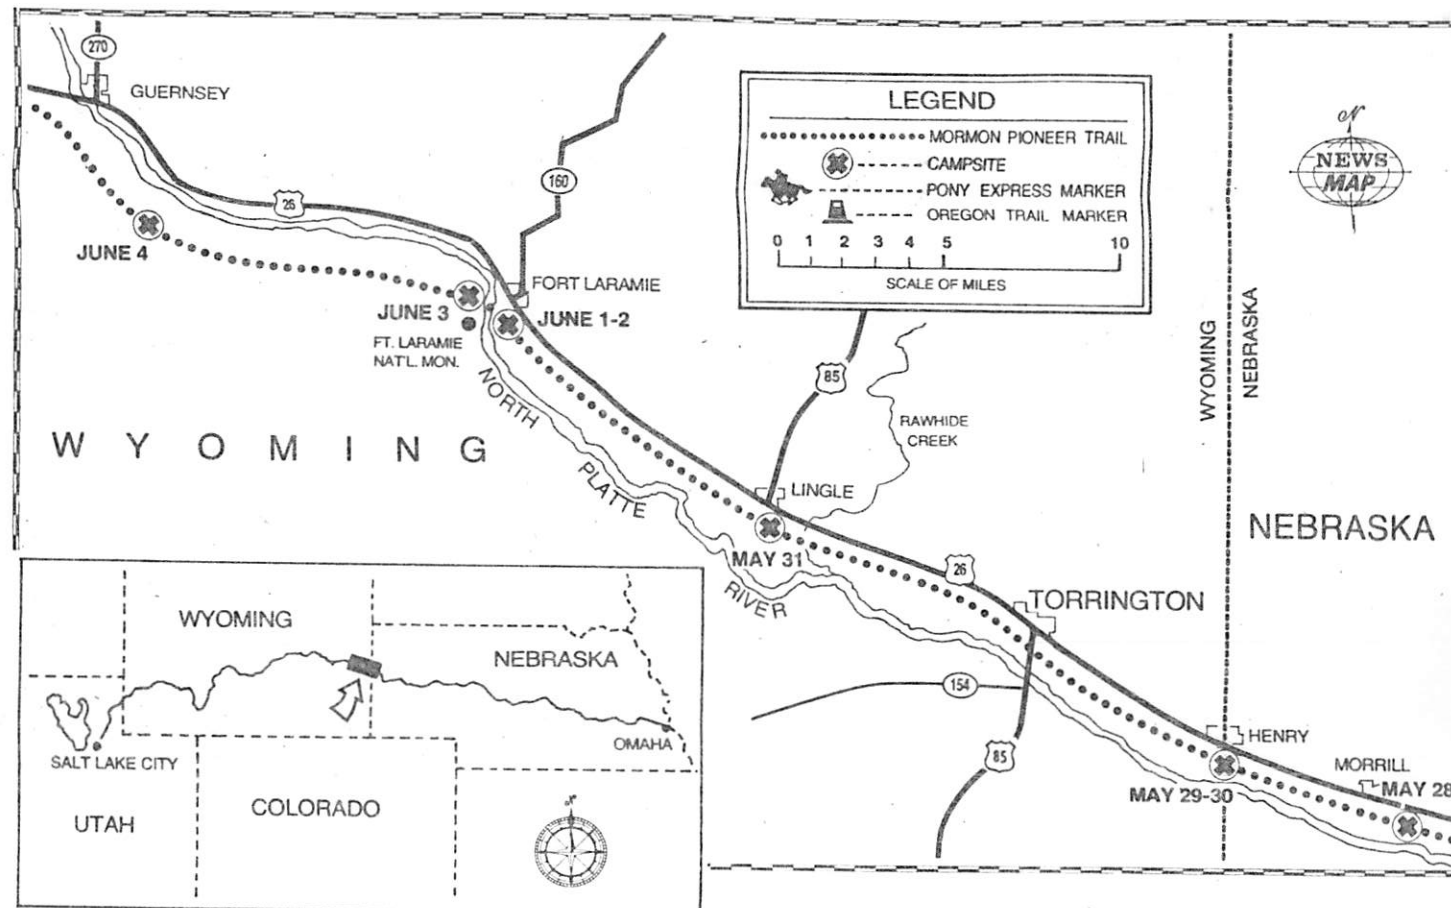 270
GUERNSEY
26
160
FORT LARAMIE
JUNE 4
JUNE 3
JUNE 1-2
FT. LARAMIE
NAT'L. MON.
LEGEND
MORMON PIONEER TRAIL
CAMPSITE
PONY EXPRESS MARKER
OREGON TRAIL MARKER
0 1 2 3 4 5 10
SCALE OF MILES
N
NEWS
MAP
WYOMING
NEBRASKA
85
RAWHIDE
CREEK
WYOMING
NORTH
PLATTE
RIVER
LINGLE
MAY 31
26
TORRINGTON
NEBRASKA
154
85
HENRY
MAY 29-30
MORRILL
MAY 28
WYOMING
NEBRASKA
OMAHA
SALT LAKE CITY
UTAH
COLORADO
N